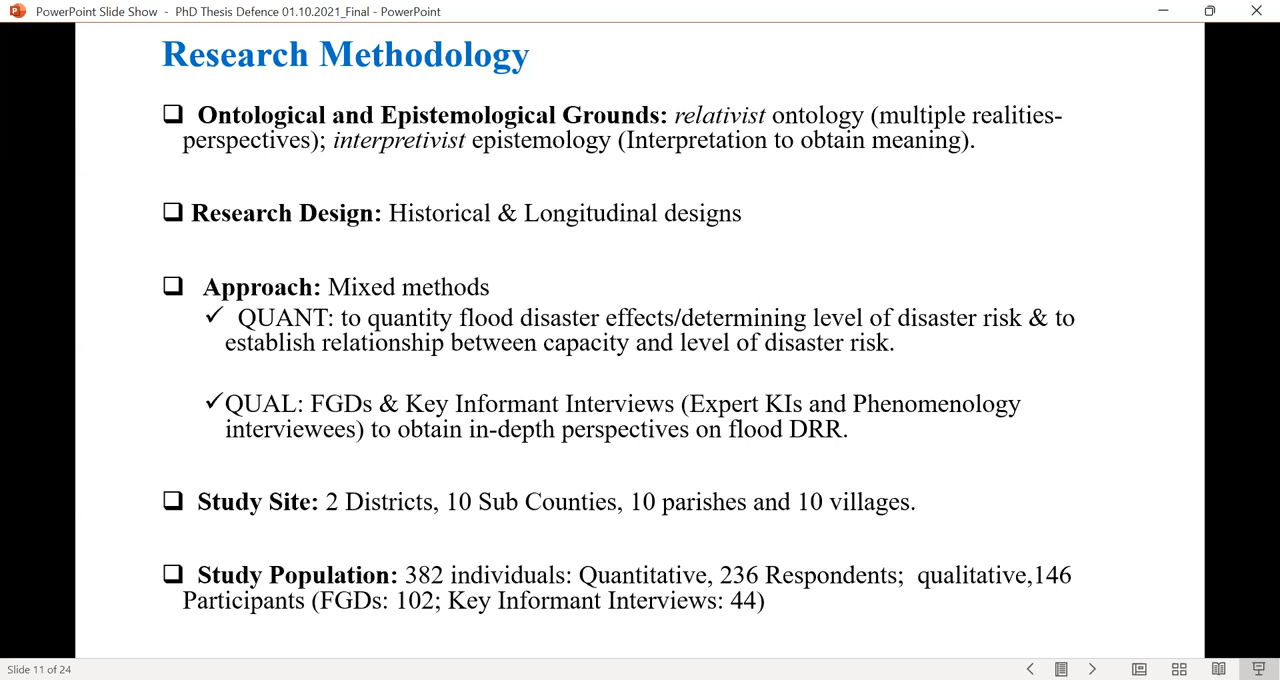 PowerPoint Slide Show - PhD Thesis Defence 01.10.2021_Final - PowerPoint
Research Methodology
Ontological and Epistemological Grounds: relativist ontology (multiple realities-
perspectives); interpretivist epistemology (Interpretation to obtain meaning).
Research Design: Historical & Longitudinal designs
Approach: Mixed methods
QUANT: to quantity flood disaster effects/determining level of disaster risk & to
establish relationship between capacity and level of disaster risk.
QUAL: FGDs & Key Informant Interviews (Expert KIs and Phenomenology
interviewees) to obtain in-depth perspectives on flood DRR.
Study Site: 2 Districts, 10 Sub Counties, 10 parishes and 10 villages.
Study Population: 382 individuals: Quantitative, 236 Respondents; qualitative,146
Participants (FGDs: 102; Key Informant Interviews: 44)
Slide 11 of 24